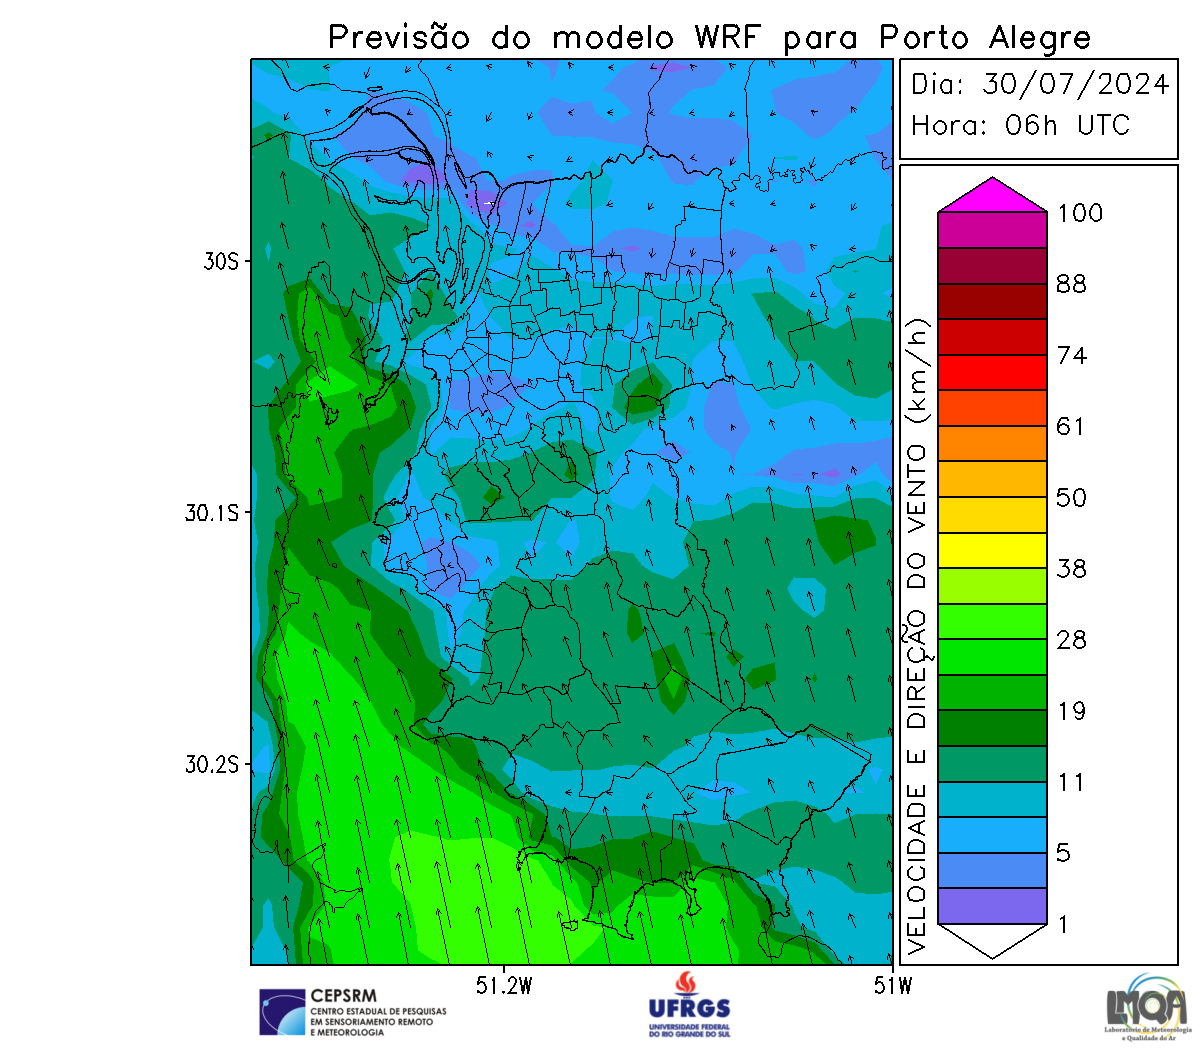 Previsão do modelo WRF para Porto Alegre
Dia: 30/07/2024
Hora: 06h UTC
30S
30.1S
30.2S
51.2W
51W
VELOCIDADE E DIREÇÃO DO VENTO (km/h)
100
88
74
61
50
38
28
19
11
5
1
CEPSRM
CENTRO ESTADUAL DE PESQUISAS
EM SENSORIAMENTO REMOTO
E METEOROLOGIA
UFRGS
UNIVERSIDADE FEDERAL
DO RIO GRANDE DO SUL
LMQA
Laboratório de Meteorologia
e Qualidade do Ar